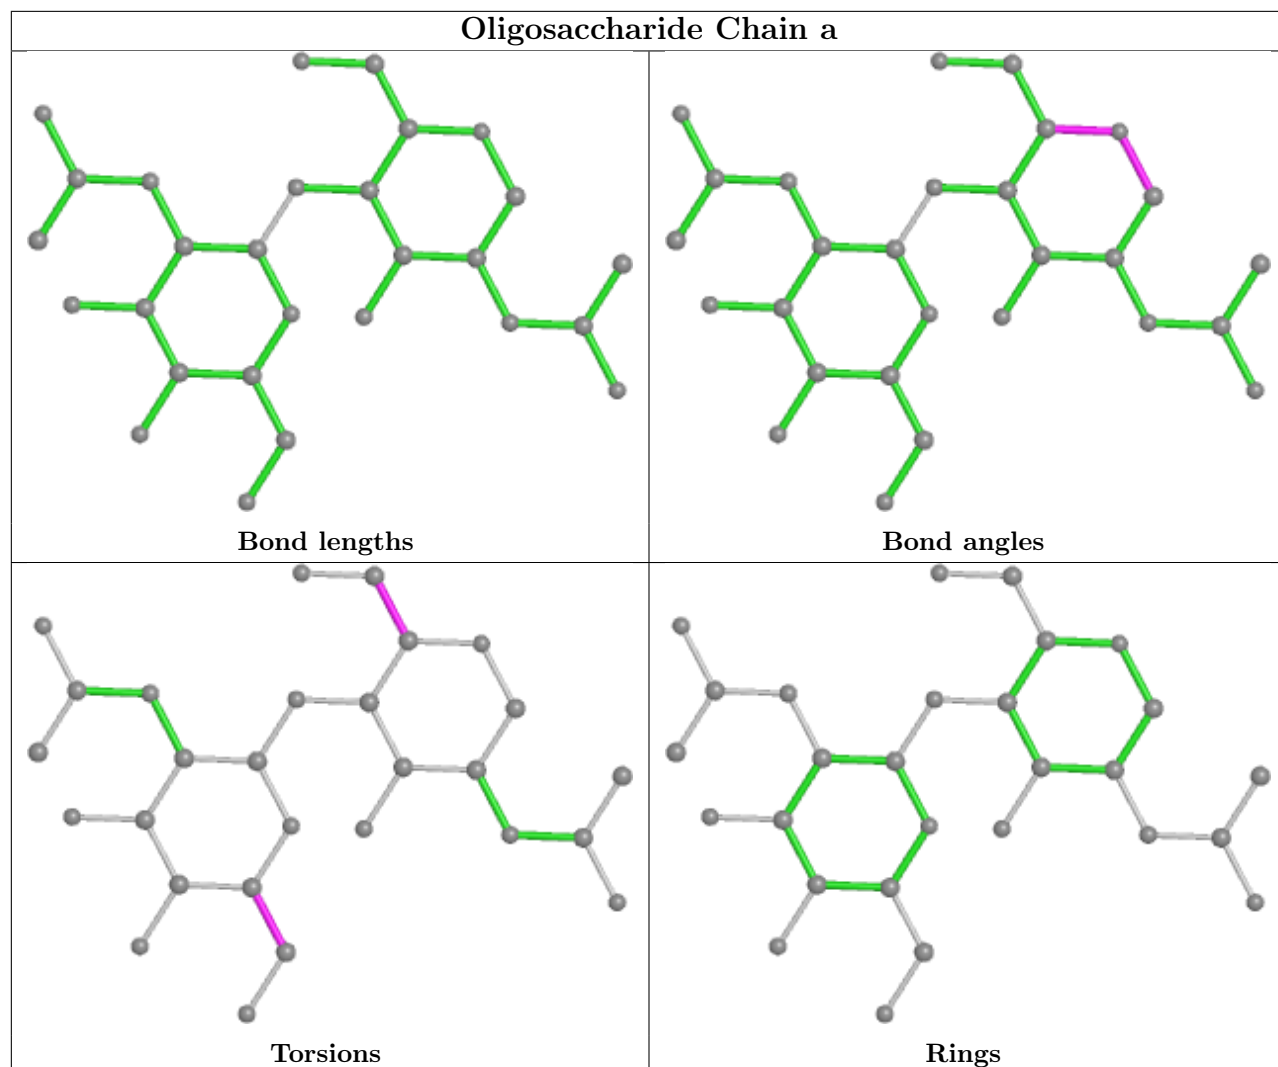 Oligosaccharide Chain a
Bond lengths
Bond angles
Torsions
Rings